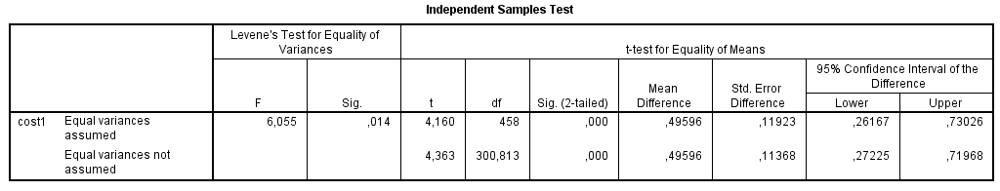 Independent Samples Test
Levene's Test for Equality of
Variances
t-test for Equality of Means
F
Sig.
t
df
Sig. (2-tailed)
Mean
Difference
Std. Error
Difference
95% Confidence Interval of the
Difference
Lower
Upper
cost1 Equal variances
assumed
6,055 ,014 4,160 458 ,000 ,49596 ,11923 ,26167 ,73026
Equal variances not
assumed
4,363 300,813 ,000 ,49596 ,11368 ,27225 ,71968